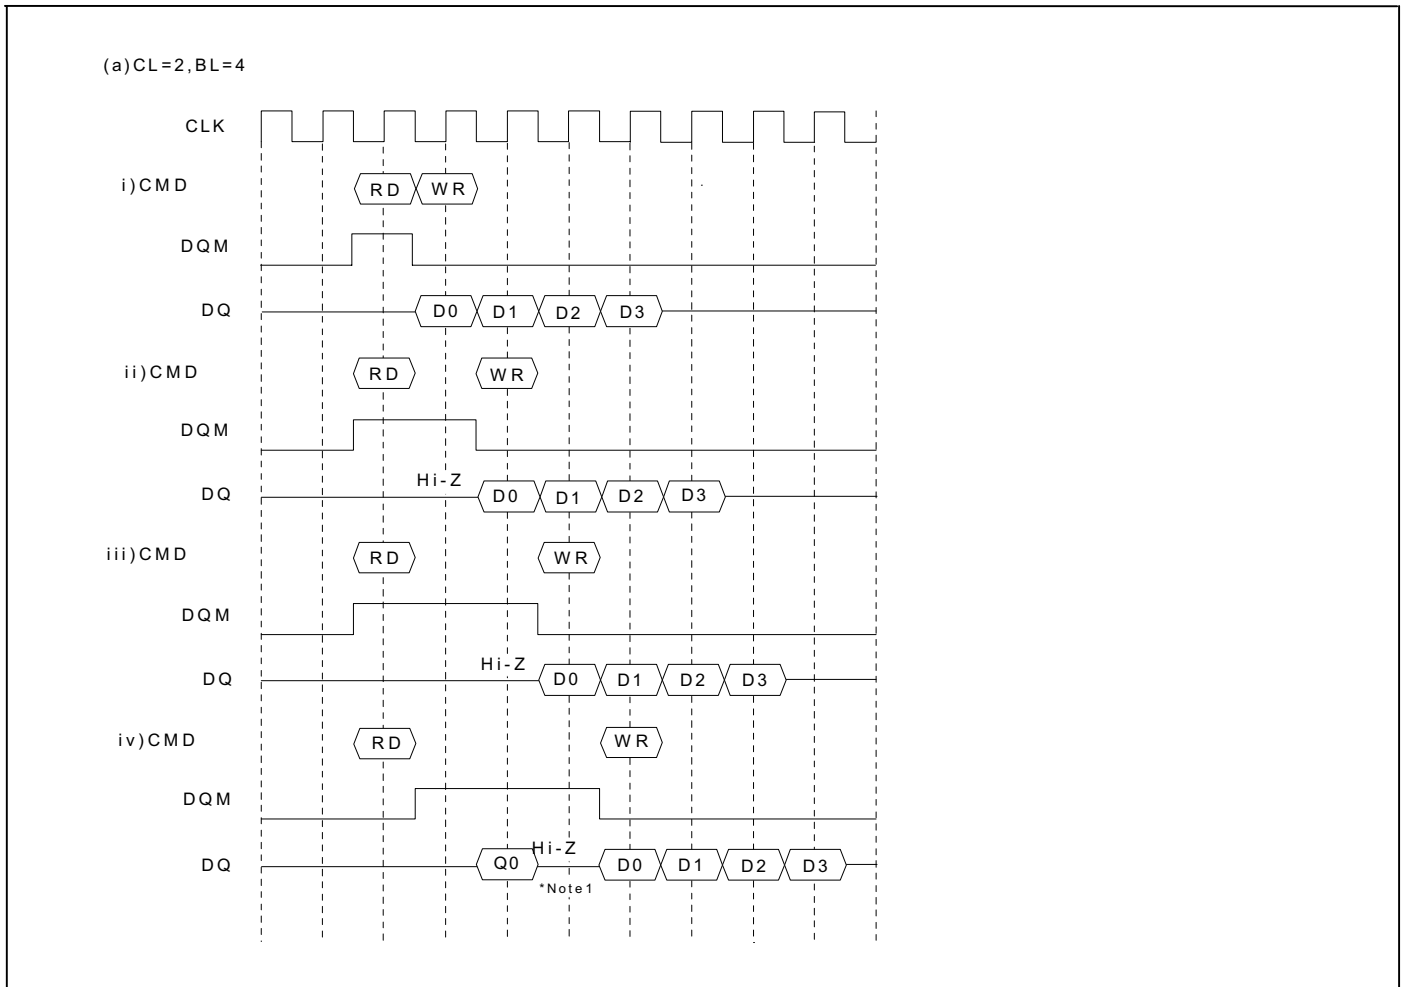 (a)CL=2,BL=4
CLK
i)CMD RD WR
DQM
DQ D0 D1 D2 D3
ii)CMD RD WR
DQM
Hi-Z
DQ D0 D1 D2 D3
iii)CMD RD WR
DQM
Hi-Z
DQ D0 D1 D2 D3
iv)CMD RD WR
DQM
Hi-Z
DQ Q0 D0 D1 D2 D3
*Note1